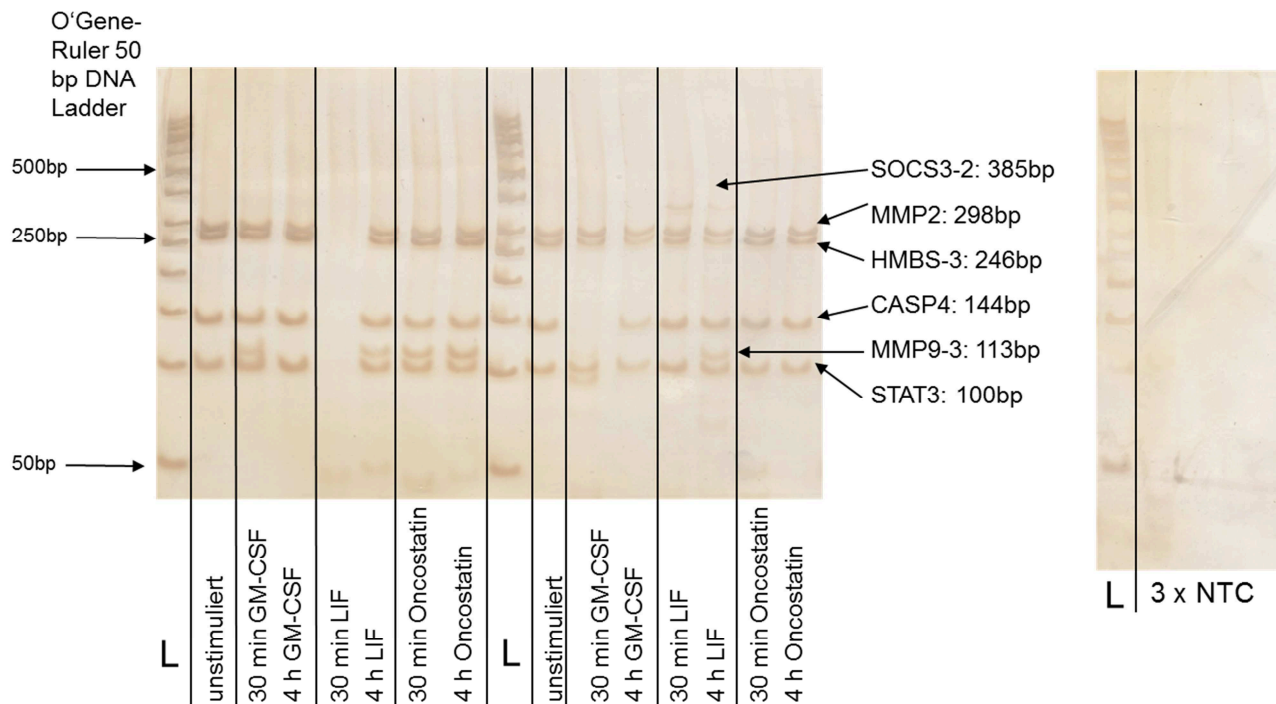 O‘Gene-
Ruler 50
bp DNA
Ladder
500bp
250bp
50bp
SOCS3-2: 385bp
MMP2: 298bp
HMBS-3: 246bp
CASP4: 144bp
MMP9-3: 113bp
STAT3: 100bp
L
unstimuliert
30 min GM-CSF
4 h GM-CSF
30 min LIF
4 h LIF
30 min Oncostatin
4 h Oncostatin
L
unstimuliert
30 min GM-CSF
4 h GM-CSF
30 min LIF
4 h LIF
30 min Oncostatin
4 h Oncostatin
L
3 x NTC